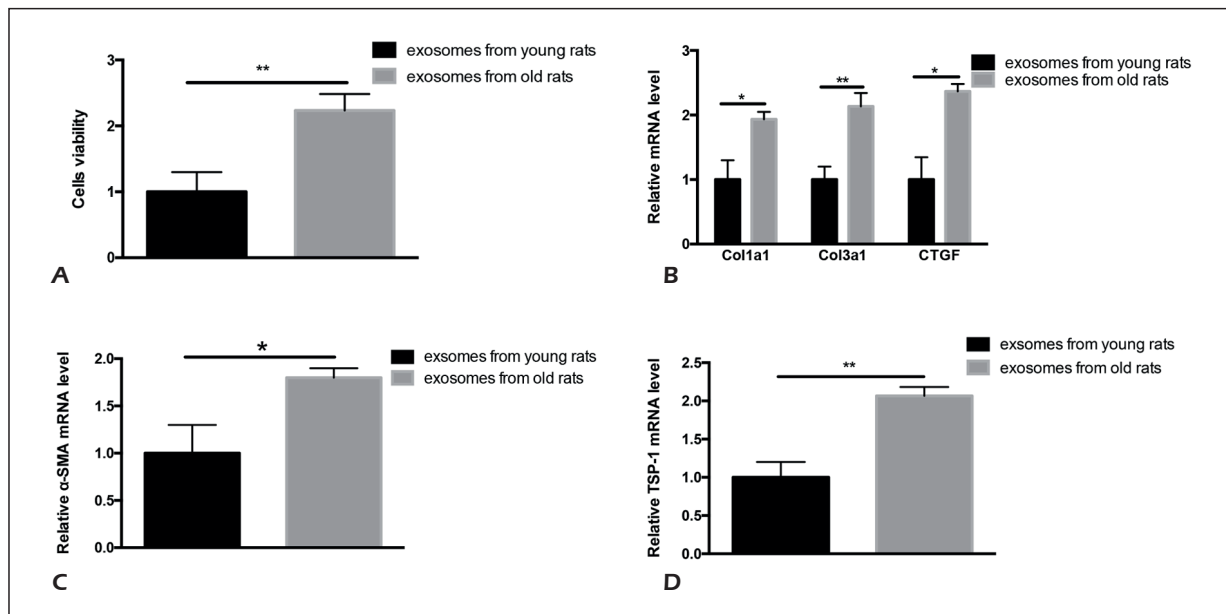 exosomes from young rats
exosomes from old rats
**
3
2
1
0
Cells viability
A
exosomes from young rats
exosomes from old rats
* ** *
3
2
1
0
Relative mRNA level
Col1a1 Col3a1 CTGF
B
exsomes from young rats
exosomes from old rats
*
2.0
1.5
1.0
0.5
0.0
Relative α-SMA mRNA level
C
exosomes from young rats
exosomes from old rats
**
2.5
2.0
1.5
1.0
0.5
0.0
Relative TSP-1 mRNA level
D